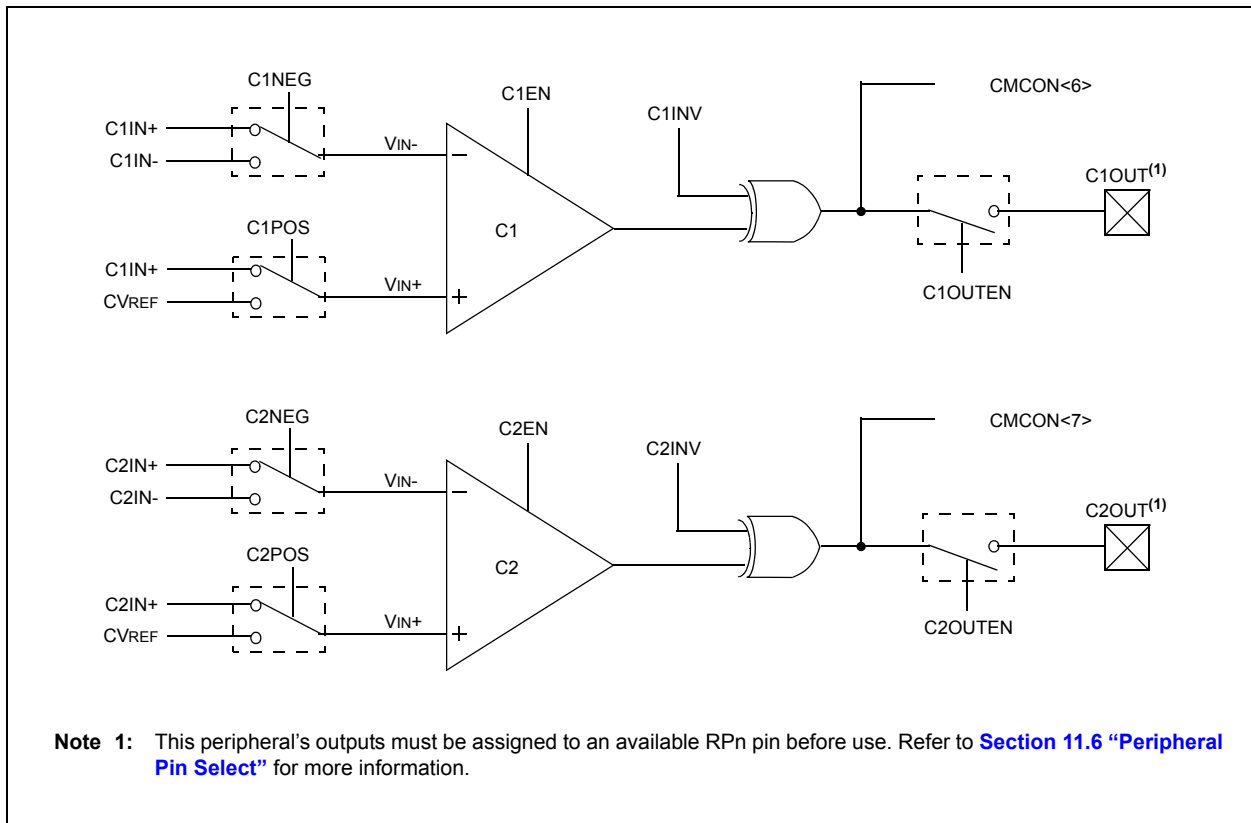 C1NEG
C1EN
C1INV
CMCON<6>
C1IN+
C1IN-
VIN-
–
C1OUT(1)
C1POS
C1
C1IN+
CVREF
VIN+
+
C1OUTEN
C2NEG
C2EN
C2INV
CMCON<7>
C2IN+
C2IN-
VIN-
–
C2OUT(1)
C2POS
C2
C2IN+
CVREF
VIN+
+
C2OUTEN
Note 1: This peripheral’s outputs must be assigned to an available RPn pin before use. Refer to Section 11.6 “Peripheral
Pin Select” for more information.